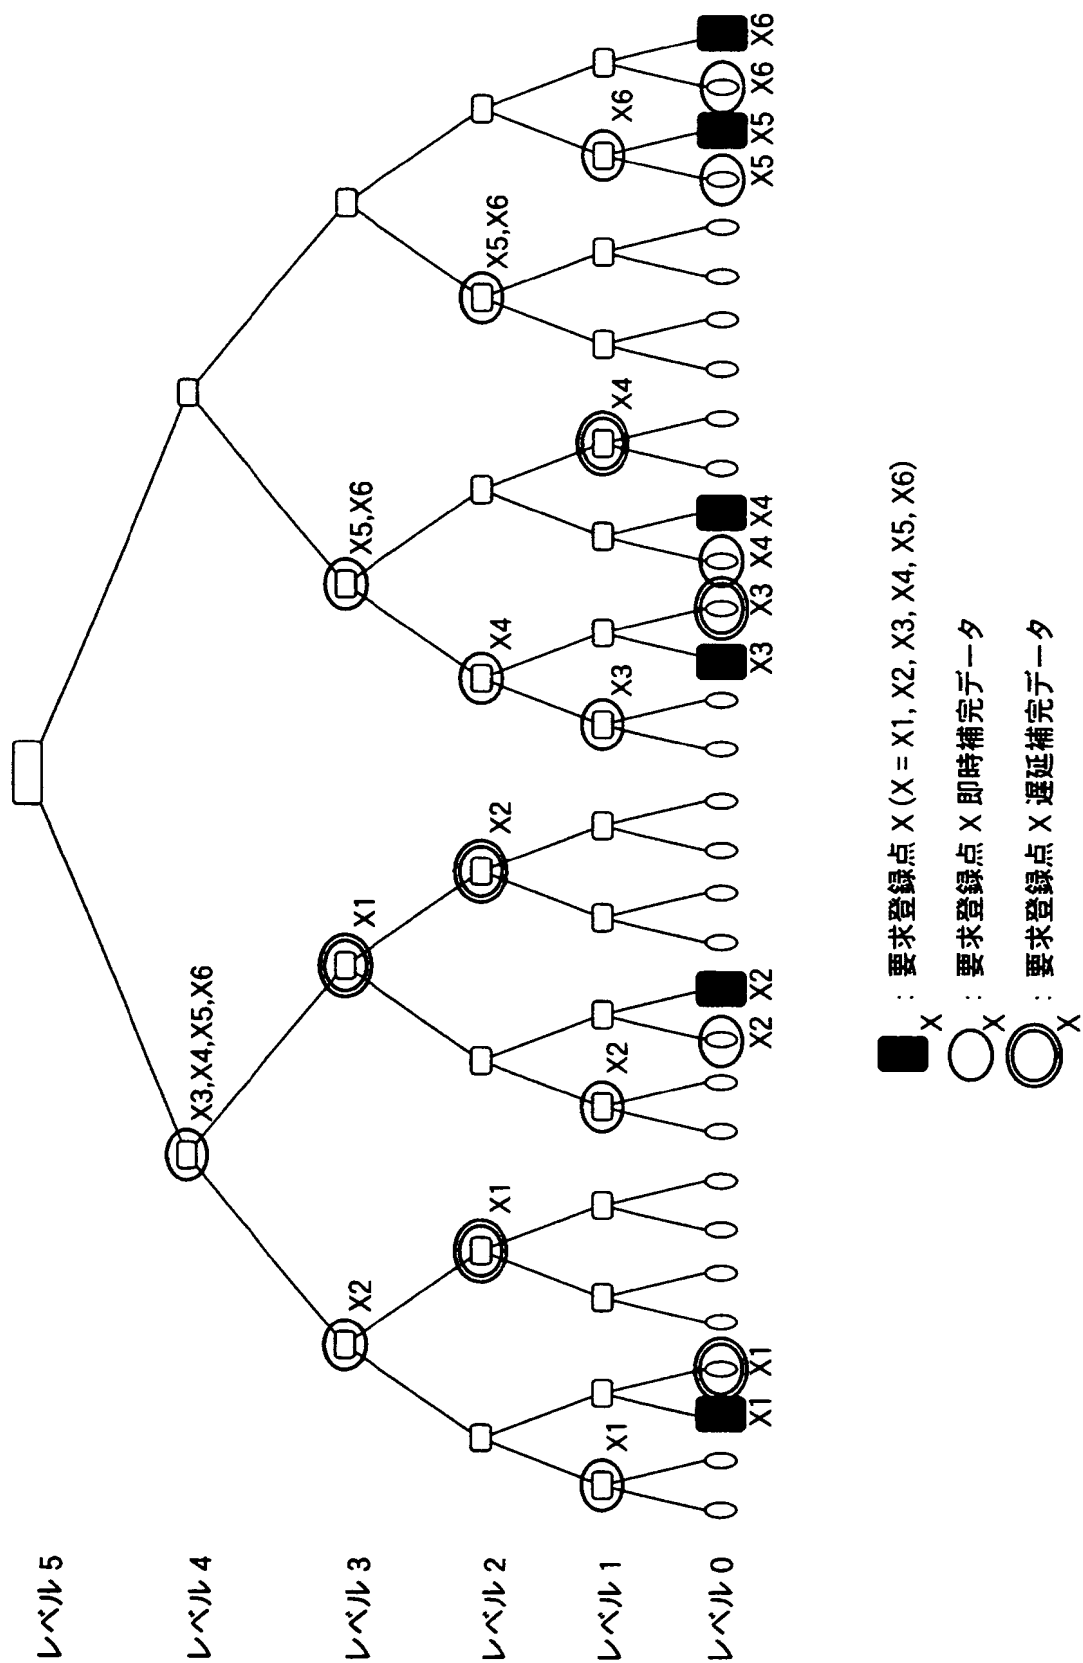 レベル 5
レベル 4
X3,X4,X5,X6
レベル 3
X2
X1
X5,X6
レベル 2
X1
X2
X4
X5,X6
レベル 1
X1
X2
X3
X4
X6
レベル 0
X1
X1
X2
X2
X3
X3
X4
X4
X5
X5
X6
X6
X : 要求登録点 X (X = X1, X2, X3, X4, X5, X6)
X : 要求登録点 X 即時補完データ
X : 要求登録点 X 遅延補完データ